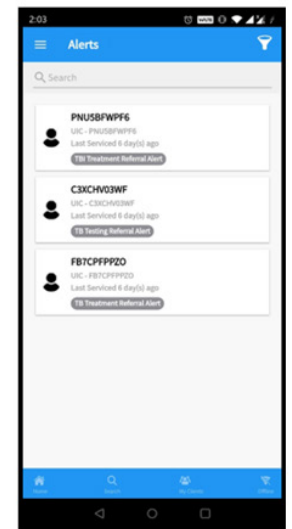 2:03
Alerts
Search
PNU5BFWPF6
UIC - PNU5BFWPF6
Last Serviced 6 day(s) ago
TBI Treatment Referral Alert
C3XCHV03WF
UIC - C3XCHV03WF
Last Serviced 6 day(s) ago
TB Testing Referral Alert
FB7CPFPPZO
UIC - FB7CPFPPZO
Last Serviced 6 day(s) ago
TB Treatment Referral Alert
Home
Search
My Clients
Offline